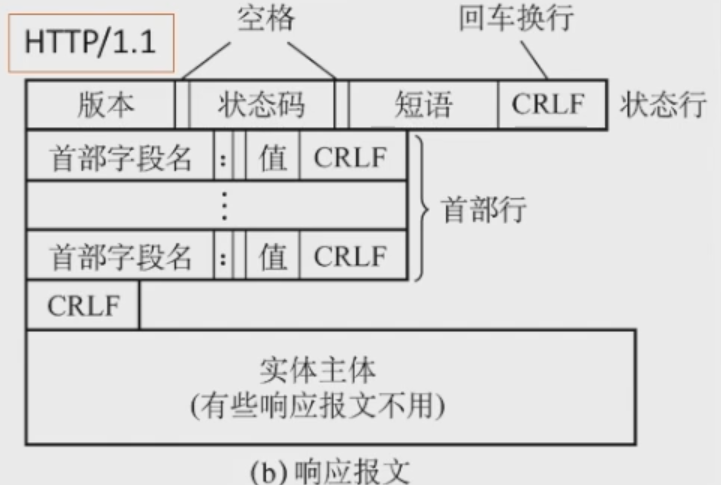 空格 回车换行
HTTP/1.1
版本 状态码 短语 CRLF 状态行
首部字段名 : 值 CRLF
⋮ 首部行
首部字段名 : 值 CRLF
CRLF
实体主体
(有些响应报文不用)
(b) 响应报文